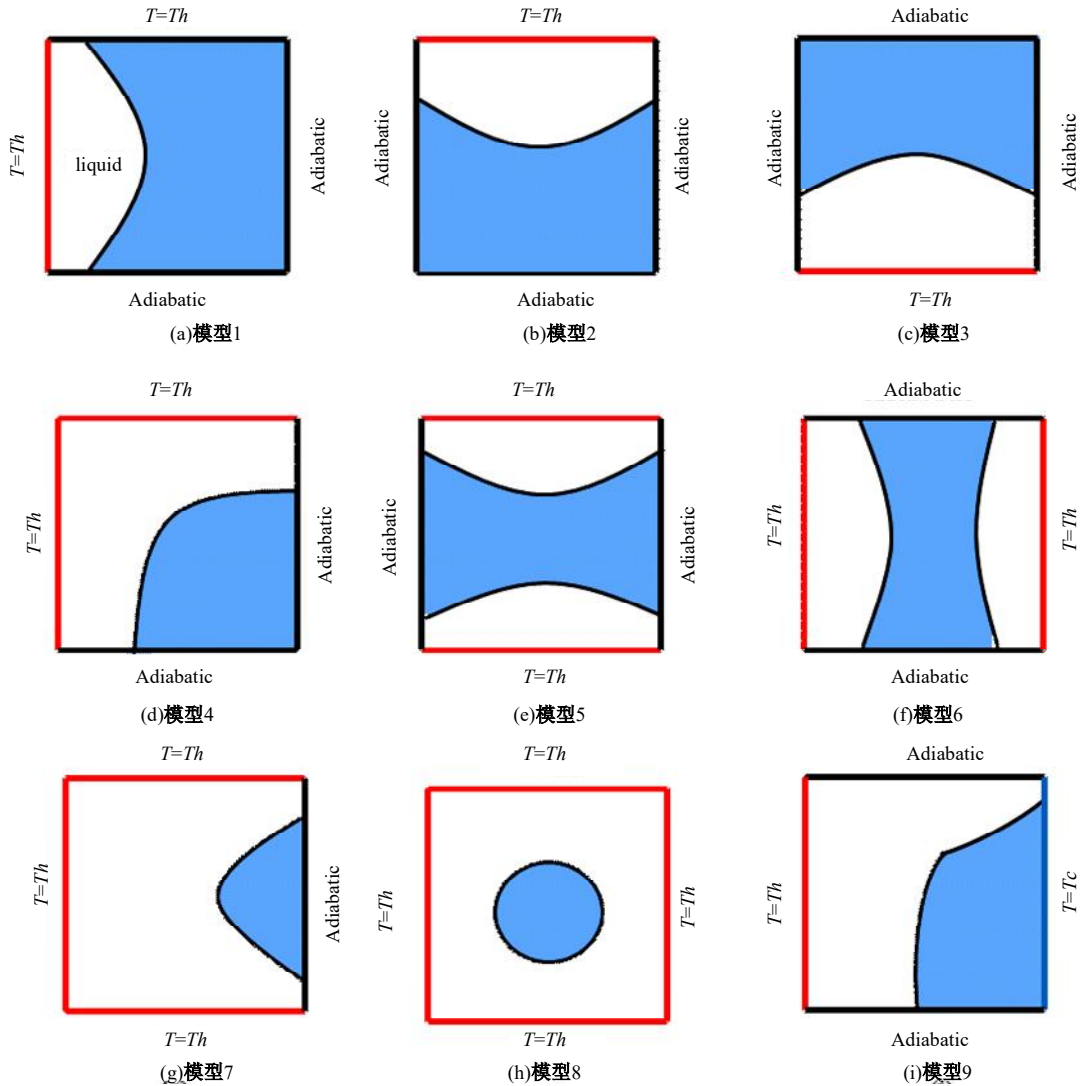 T=Th
T=Th
liquid
Adiabatic
Adiabatic
(a)模型1
T=Th
Adiabatic
Adiabatic
Adiabatic
(b)模型2
Adiabatic
Adiabatic
Adiabatic
T=Th
(c)模型3
T=Th
T=Th
Adiabatic
Adiabatic
(d)模型4
T=Th
Adiabatic
Adiabatic
T=Th
(e)模型5
Adiabatic
T=Th
T=Th
Adiabatic
(f)模型6
T=Th
T=Th
Adiabatic
T=Th
(g)模型7
T=Th
T=Th
T=Th
T=Th
(h)模型8
Adiabatic
T=Th
T=Tc
Adiabatic
(i)模型9